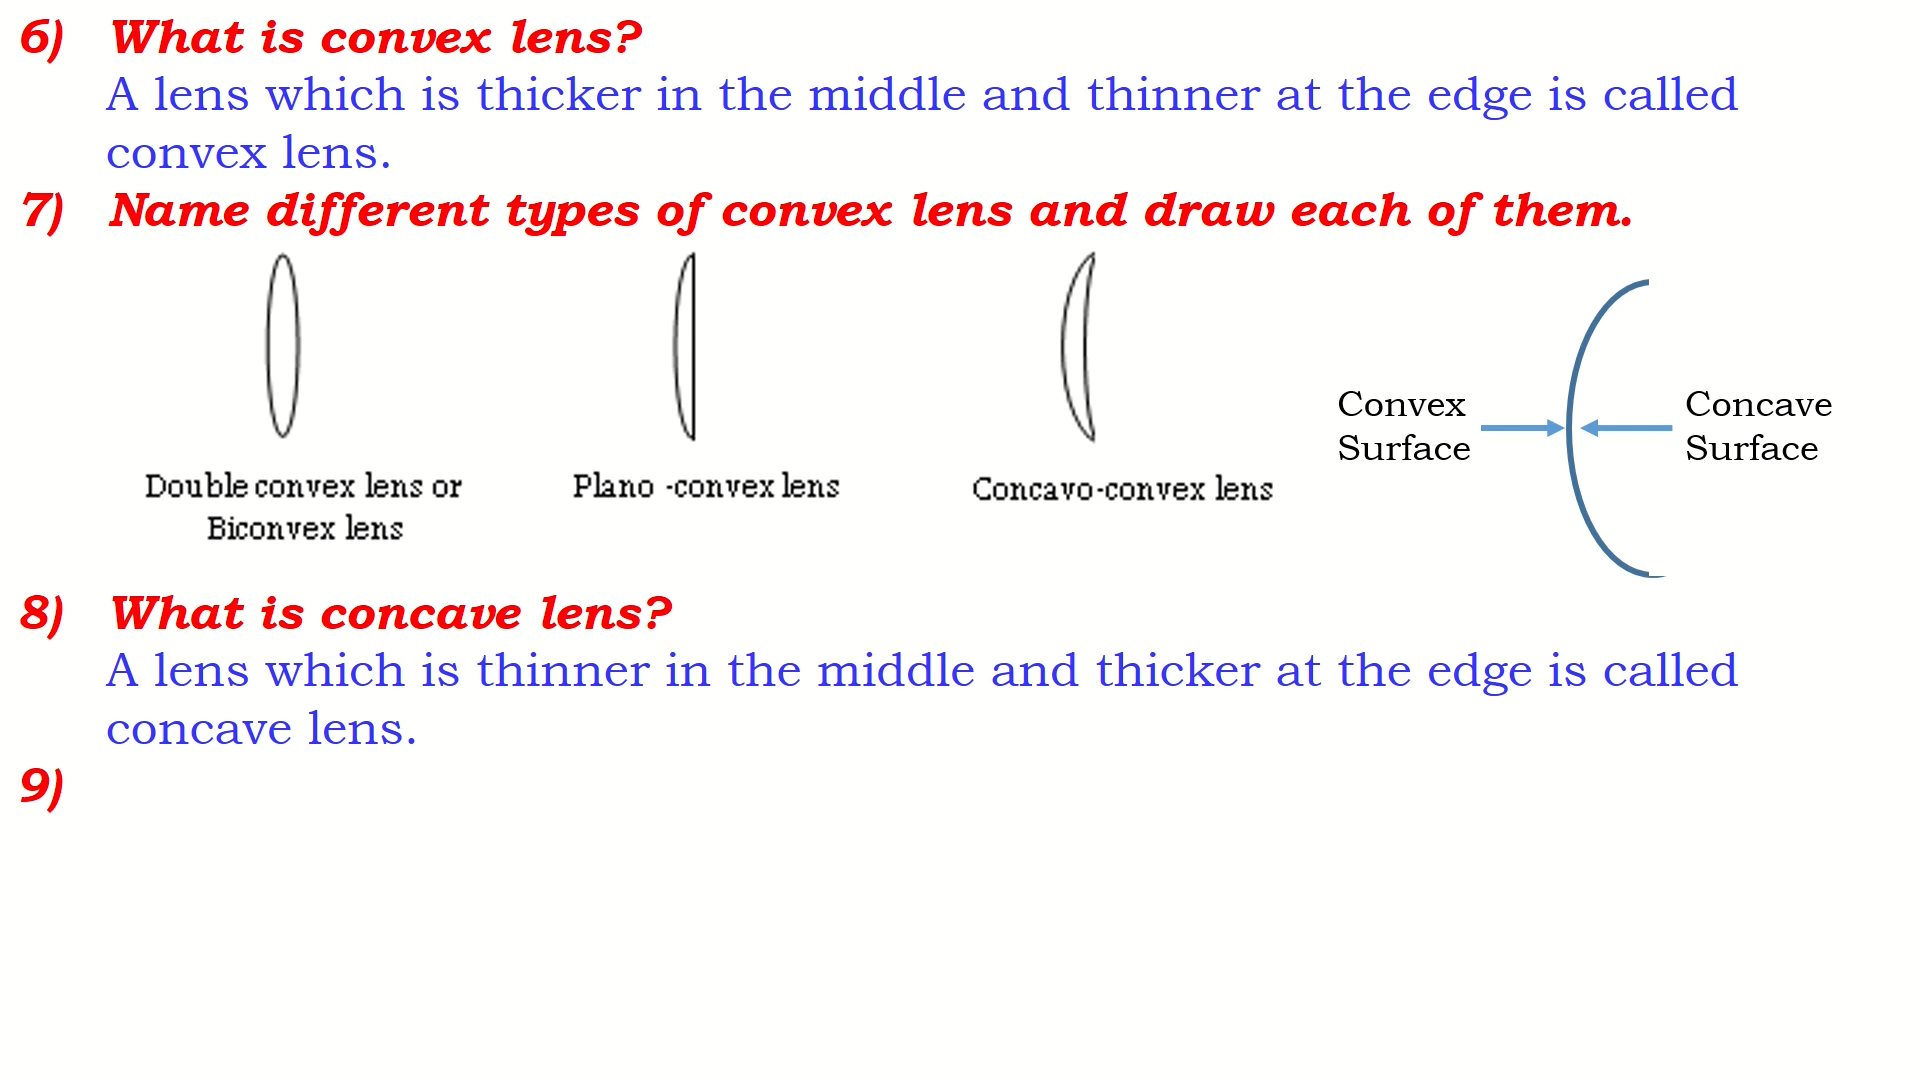 6) What is convex lens?
A lens which is thicker in the middle and thinner at the edge is called
convex lens.
7) Name different types of convex lens and draw each of them.
Convex
Surface
Concave
Surface
Double convex lens or
Biconvex lens
Plano -convex lens
Concavo-convex lens
8) What is concave lens?
A lens which is thinner in the middle and thicker at the edge is called
concave lens.
9)